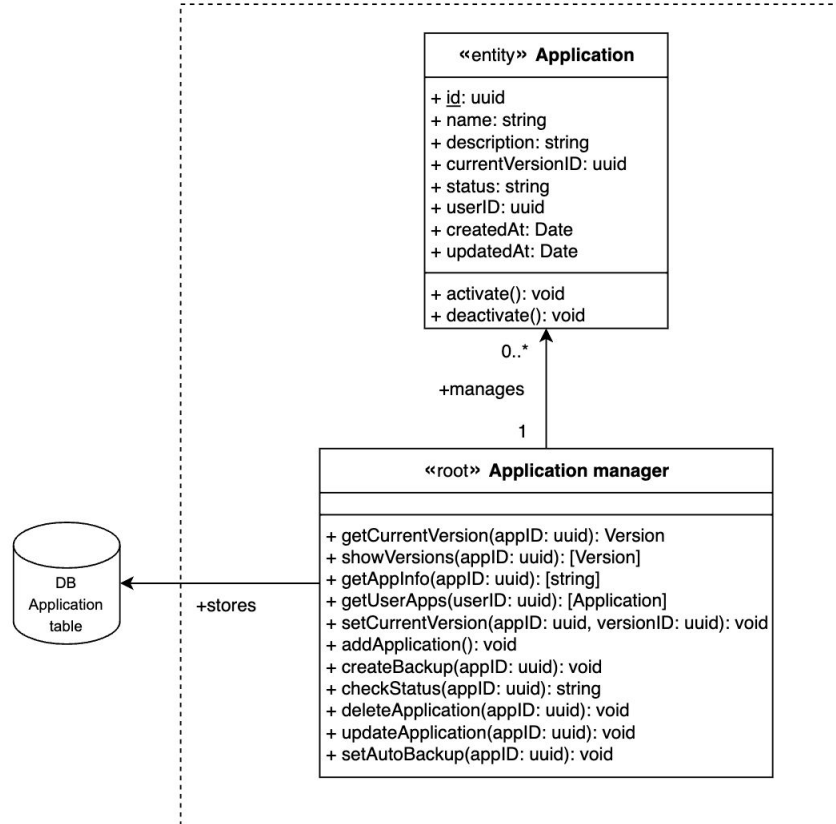 «entity» Application
+ id: uuid
+ name: string
+ description: string
+ currentVersionID: uuid
+ status: string
+ userID: uuid
+ createdAt: Date
+ updatedAt: Date
+ activate(): void
+ deactivate(): void
0..*
+manages
1
«root» Application manager
+ getCurrentVersion(appID: uuid): Version
+ showVersions(appID: uuid): [Version]
+ getAppInfo(appID: uuid): [string]
+ getUserApps(userID: uuid): [Application]
+ setCurrentVersion(appID: uuid, versionID: uuid): void
+ addApplication(): void
+ createBackup(appID: uuid): void
+ checkStatus(appID: uuid): string
+ deleteApplication(appID: uuid): void
+ updateApplication(appID: uuid): void
+ setAutoBackup(appID: uuid): void
DB
Application
table
+stores